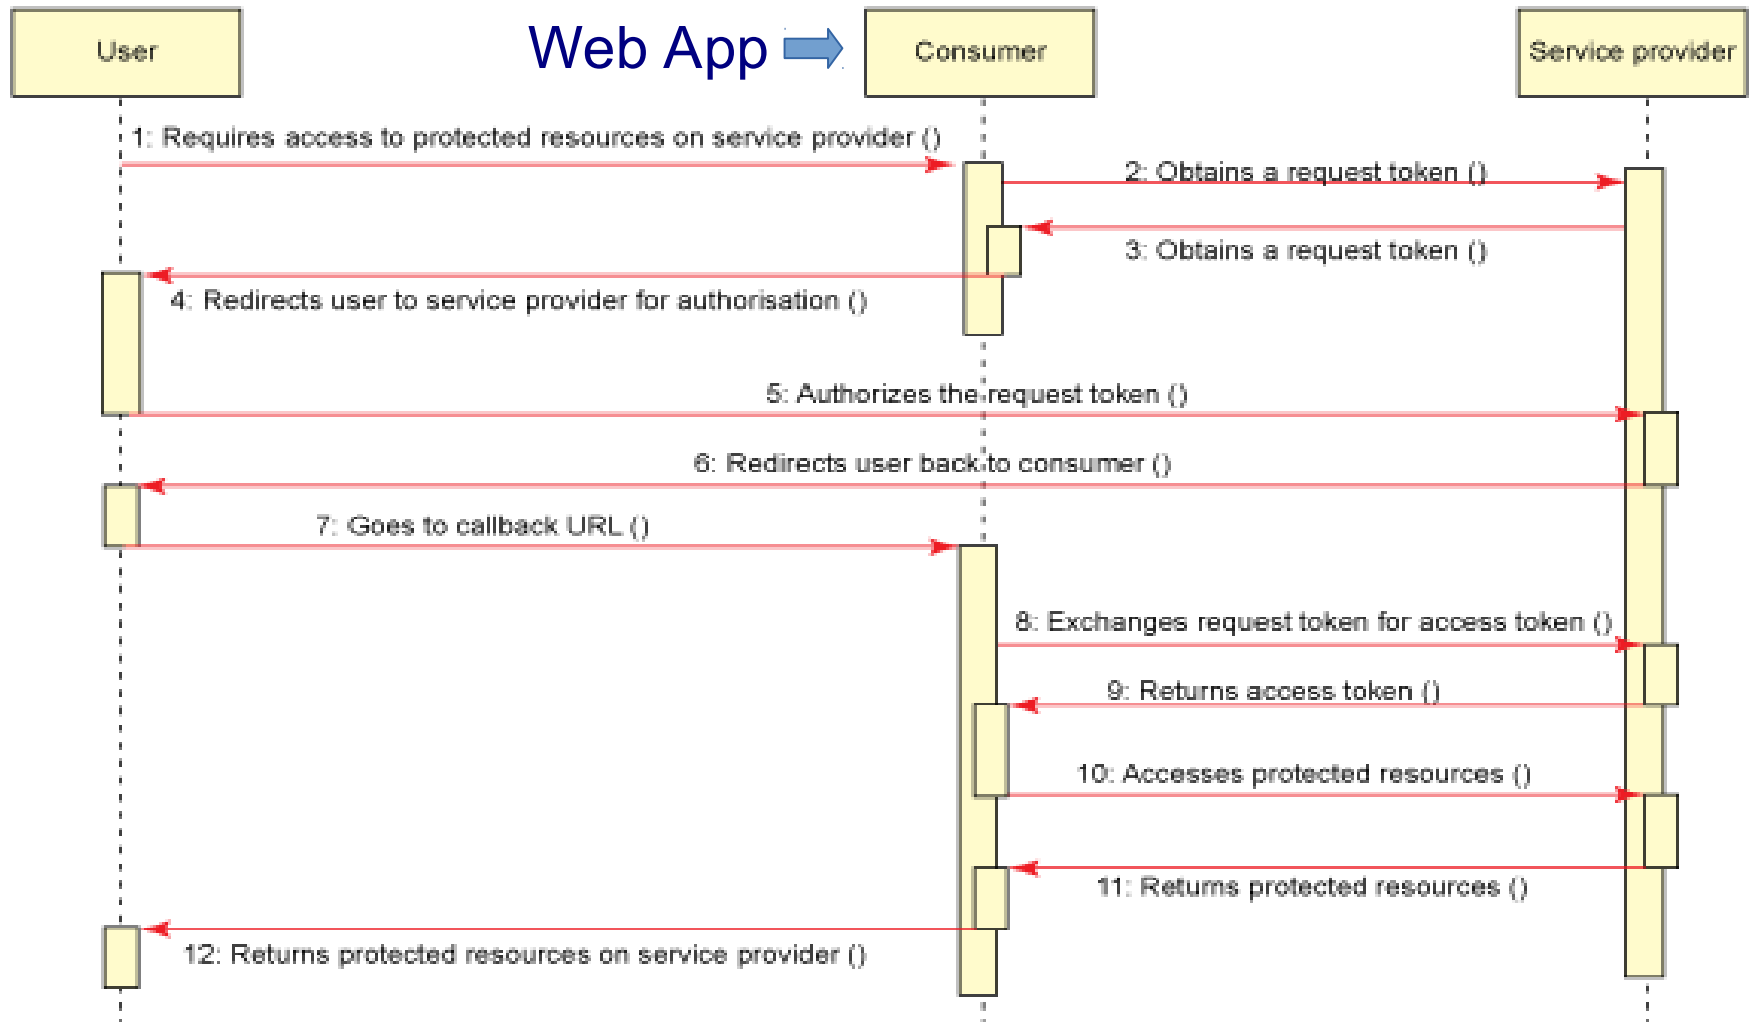 User
Web App
Consumer
Service provider
1: Requires access to protected resources on service provider ()
2: Obtains a request token ()
3: Obtains a request token ()
4: Redirects user to service provider for authorisation ()
5: Authorizes the request token ()
6: Redirects user back to consumer ()
7: Goes to callback URL ()
8: Exchanges request token for access token ()
9: Returns access token ()
10: Accesses protected resources ()
11: Returns protected resources ()
12: Returns protected resources on service provider ()